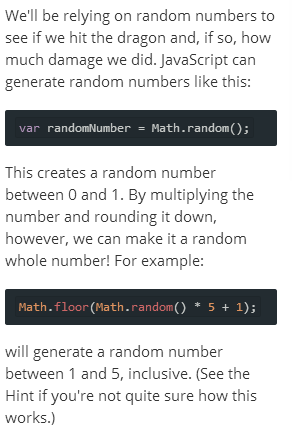 We'll be relying on random numbers to
see if we hit the dragon and, if so, how
much damage we did. JavaScript can
generate random numbers like this:
var randomNumber = Math.random();
This creates a random number
between 0 and 1. By multiplying the
number and rounding it down,
however, we can make it a random
whole number! For example:
Math.floor(Math.random() * 5 + 1);
will generate a random number
between 1 and 5, inclusive. (See the
Hint if you're not quite sure how this
works.)